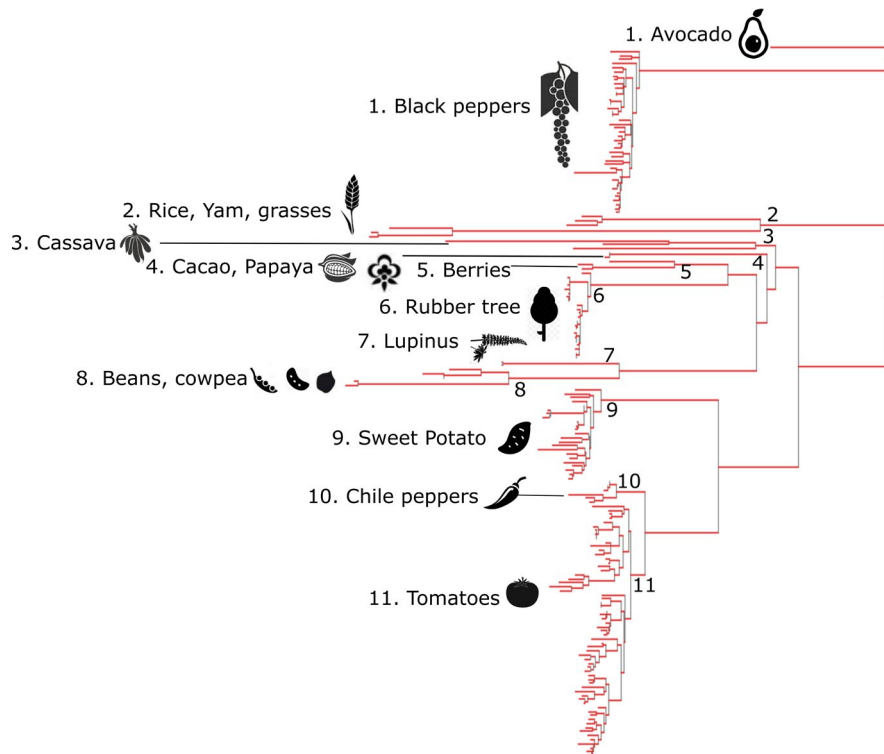 1. Avocado
1. Black peppers
2. Rice, Yam, grasses
2
3. Cassava
3
4. Cacao, Papaya
4
5. Berries
5
6. Rubber tree
6
7. Lupinus
7
8. Beans, cowpea
8
9. Sweet Potato
9
10. Chile peppers
10
11. Tomatoes
11